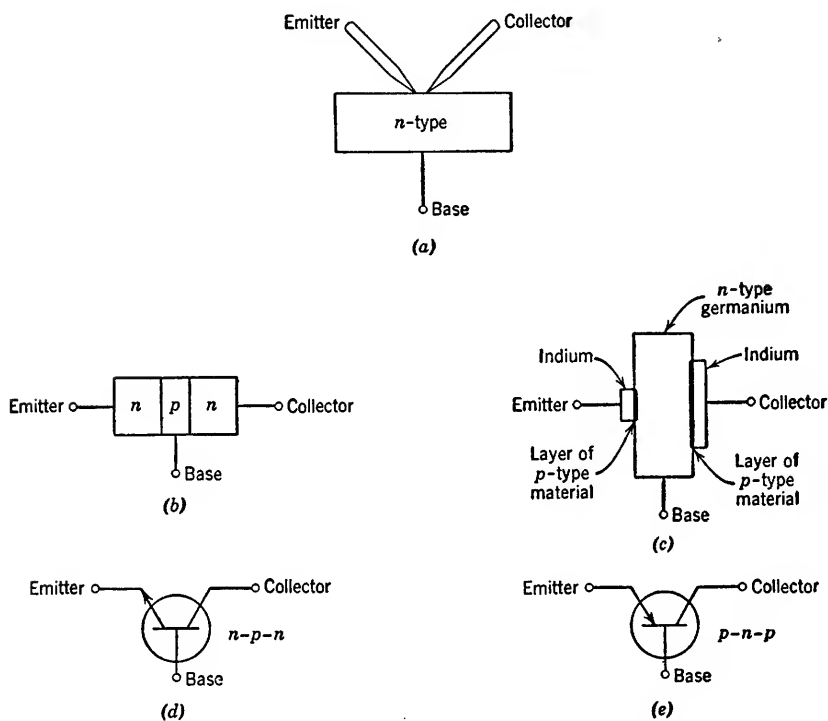 Emitter
Collector
n-type
Base
(a)
Emitter
n
p
n
Collector
Base
(b)
n-type
germanium
Indium
Indium
Emitter
Collector
Layer of
p-type
material
Layer of
p-type
material
Base
(c)
Emitter
Collector
n-p-n
Base
(d)
Emitter
Collector
p-n-p
Base
(e)